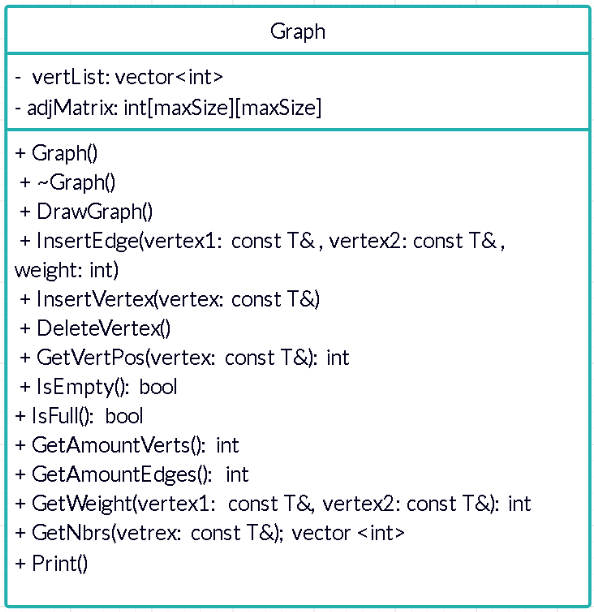 Graph
- vertList: vector<int>
- adjMatrix: int[maxSize][maxSize]
+ Graph()
+ ~Graph()
+ DrawGraph()
+ InsertEdge(vertex1: const T& , vertex2: const T& ,
weight: int)
+ InsertVertex(vertex: const T&)
+ DeleteVertex()
+ GetVertPos(vertex: const T&): int
+ IsEmpty(): bool
+ IsFull(): bool
+ GetAmountVerts(): int
+ GetAmountEdges(): int
+ GetWeight(vertex1: const T&, vertex2: const T&): int
+ GetNbrs(vetrex: const T&); vector <int>
+ Print()